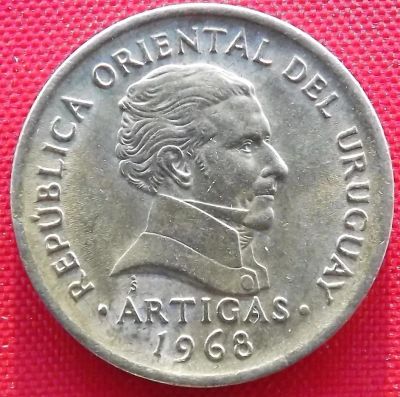 REPÚBLICA ORIENTAL DEL URUGUAY
· ARTIGAS ·
1968